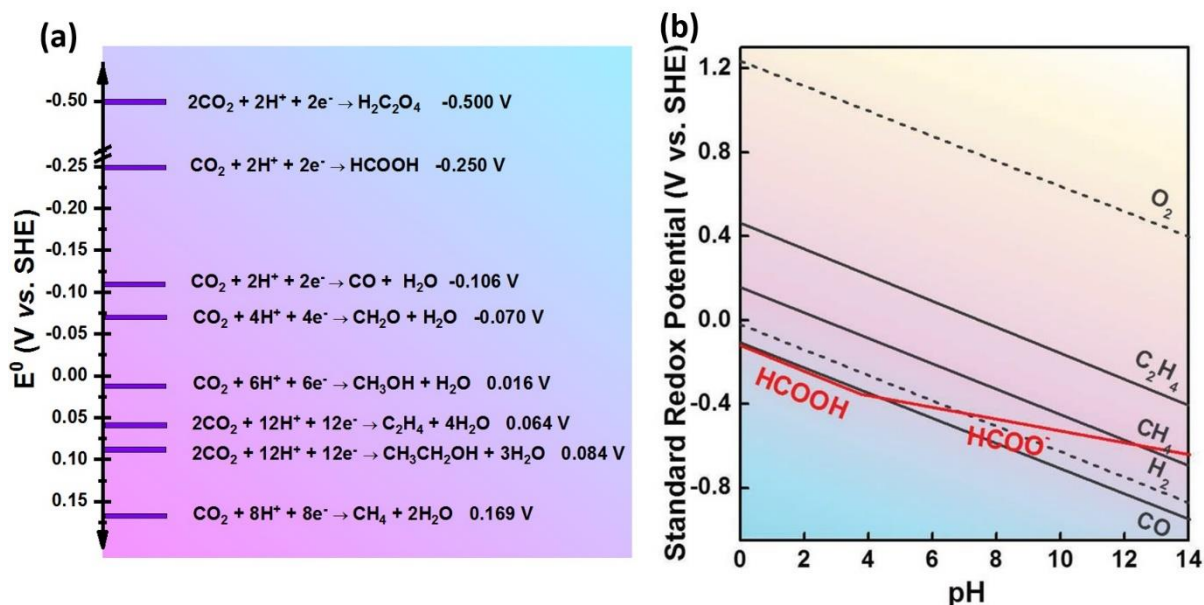 (a)
E⁰ (V vs. SHE)
-0.50
-0.25
-0.20
-0.15
-0.10
-0.05
0.00
0.05
0.10
0.15
2CO₂ + 2H⁺ + 2e⁻ → H₂C₂O₄ -0.500 V
CO₂ + 2H⁺ + 2e⁻ → HCOOH -0.250 V
CO₂ + 2H⁺ + 2e⁻ → CO + H₂O -0.106 V
CO₂ + 4H⁺ + 4e⁻ → CH₂O + H₂O -0.070 V
CO₂ + 6H⁺ + 6e⁻ → CH₃OH + H₂O 0.016 V
2CO₂ + 12H⁺ + 12e⁻ → C₂H₄ + 4H₂O 0.064 V
2CO₂ + 12H⁺ + 12e⁻ → CH₃CH₂OH + 3H₂O 0.084 V
CO₂ + 8H⁺ + 8e⁻ → CH₄ + 2H₂O 0.169 V
(b)
Standard Redox Potential (V vs. SHE)
1.2
0.8
0.4
0.0
-0.4
-0.8
O₂
C₂H₄
CH₄
H₂
CO
HCOOH
HCOO⁻
0 2 4 6 8 10 12 14
pH